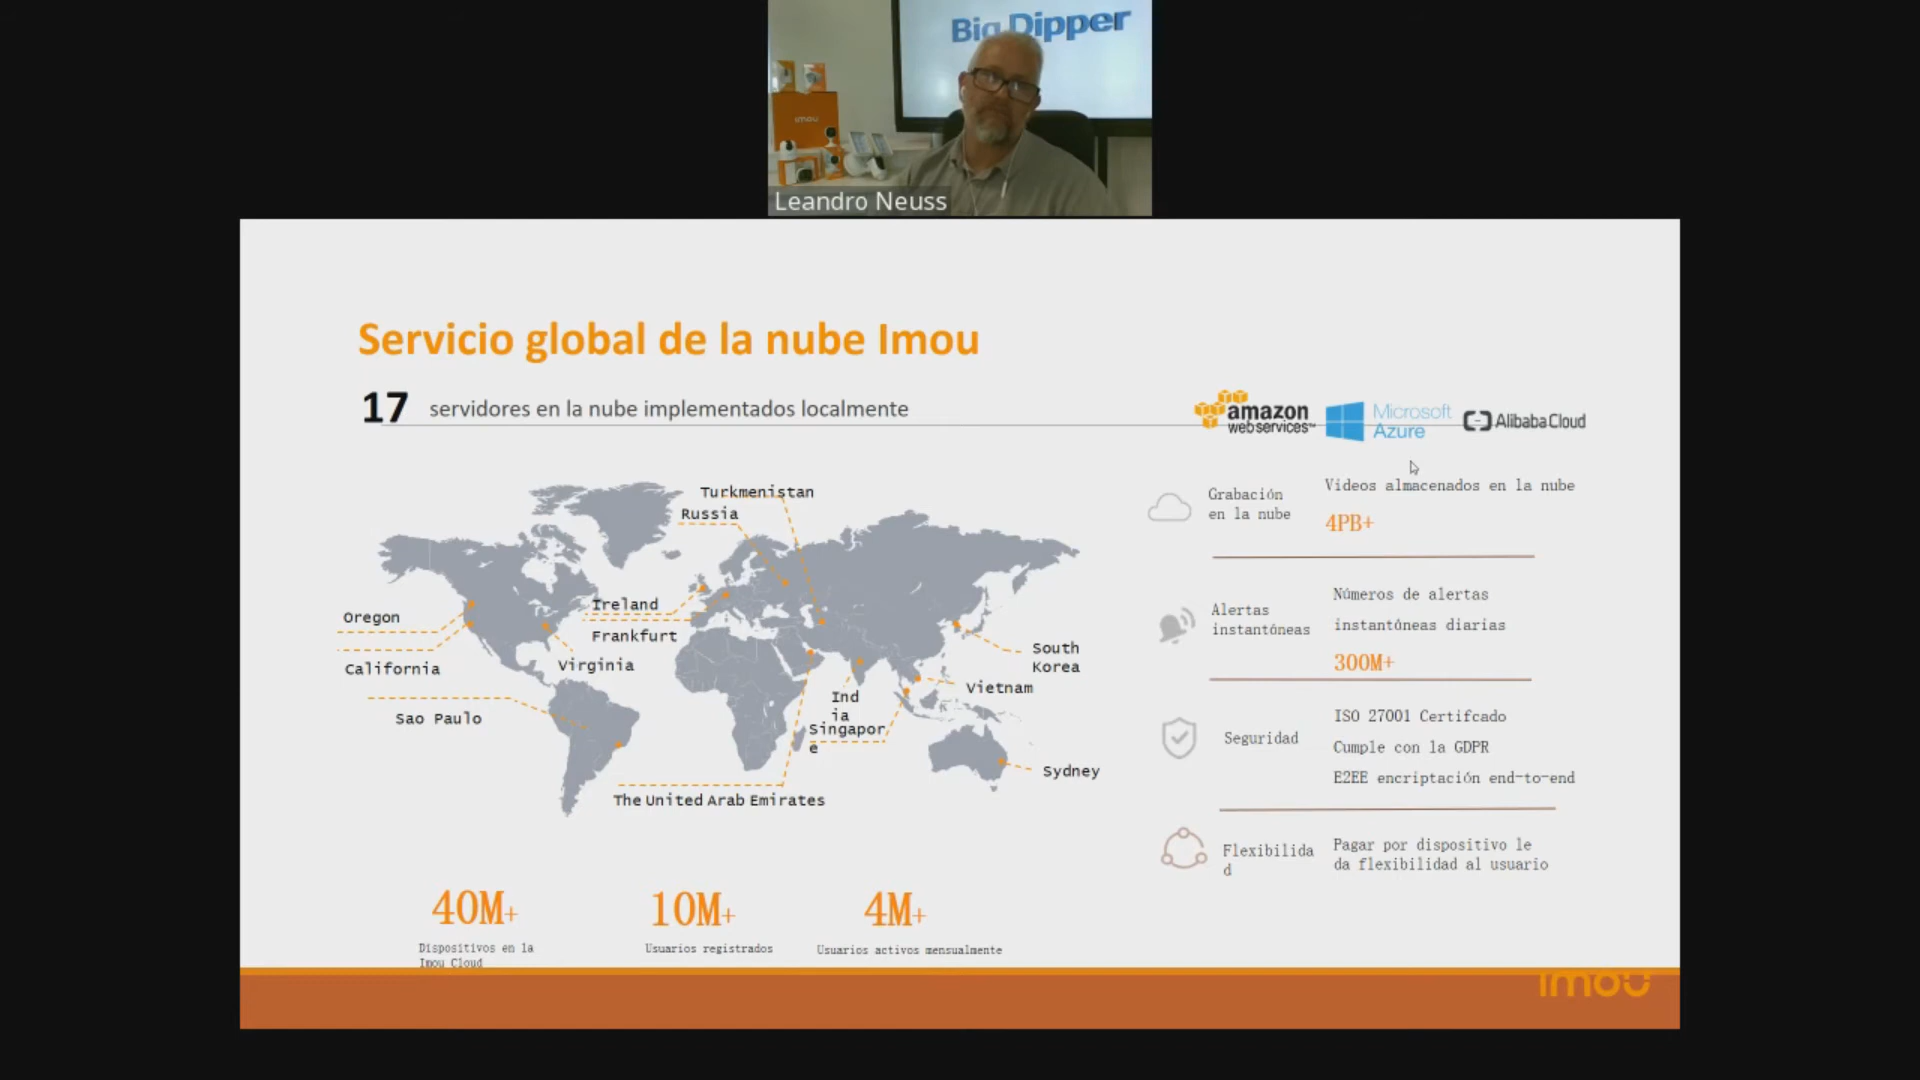 Big Dipper
imou
Leandro Neuss
Servicio global de la nube Imou
17 servidores en la nube implementados localmente
amazon
web services™
Microsoft
Azure
Alibaba Cloud
Turkmenistan
Russia
Ireland
Frankfurt
Oregon
California
Virginia
Sao Paulo
South
Korea
Vietnam
Ind
ia
Singapor
e
Sydney
The United Arab Emirates
Grabación
en la nube
Videos almacenados en la nube
4PB+
Alertas
instantóneas
Números de alertas
instantóneas diarias
300M+
Seguridad
ISO 27001 Certifcado
Cumple con la GDPR
E2EE encriptación end-to-end
Flexibilida
d
Pagar por dispositivo le
da flexibilidad al usuario
40M+
Dispositivos en la
Imou Cloud
10M+
Usuarios registrados
4M+
Usuarios activos mensualmente
imou